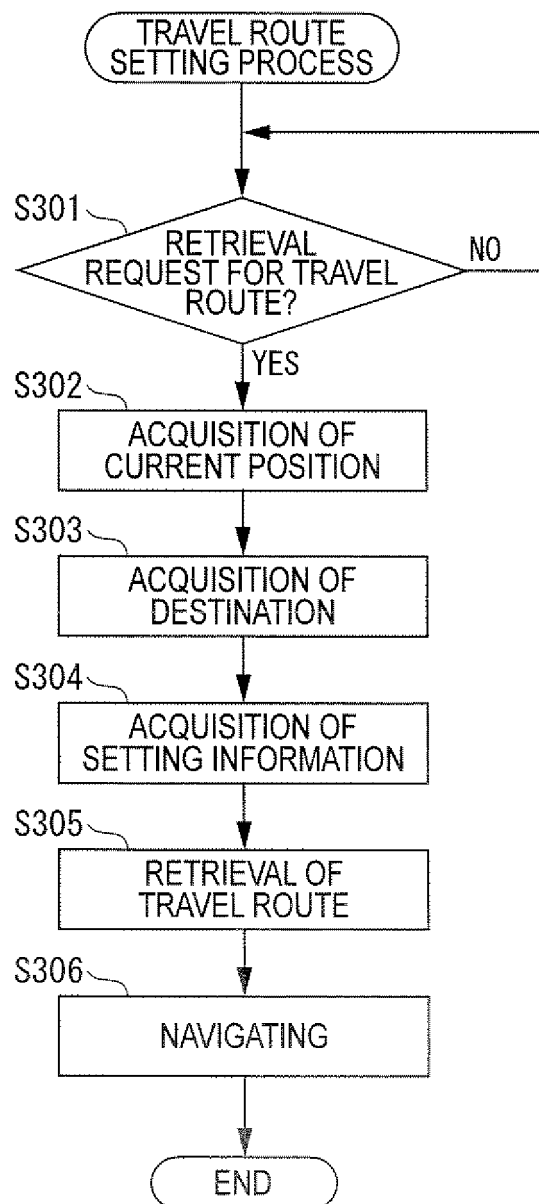 TRAVEL ROUTE
SETTING PROCESS
S301
RETRIEVAL
REQUEST FOR TRAVEL
ROUTE?
NO
YES
S302
ACQUISITION OF
CURRENT POSITION
S303
ACQUISITION OF
DESTINATION
S304
ACQUISITION OF
SETTING INFORMATION
S305
RETRIEVAL OF
TRAVEL ROUTE
S306
NAVIGATING
END